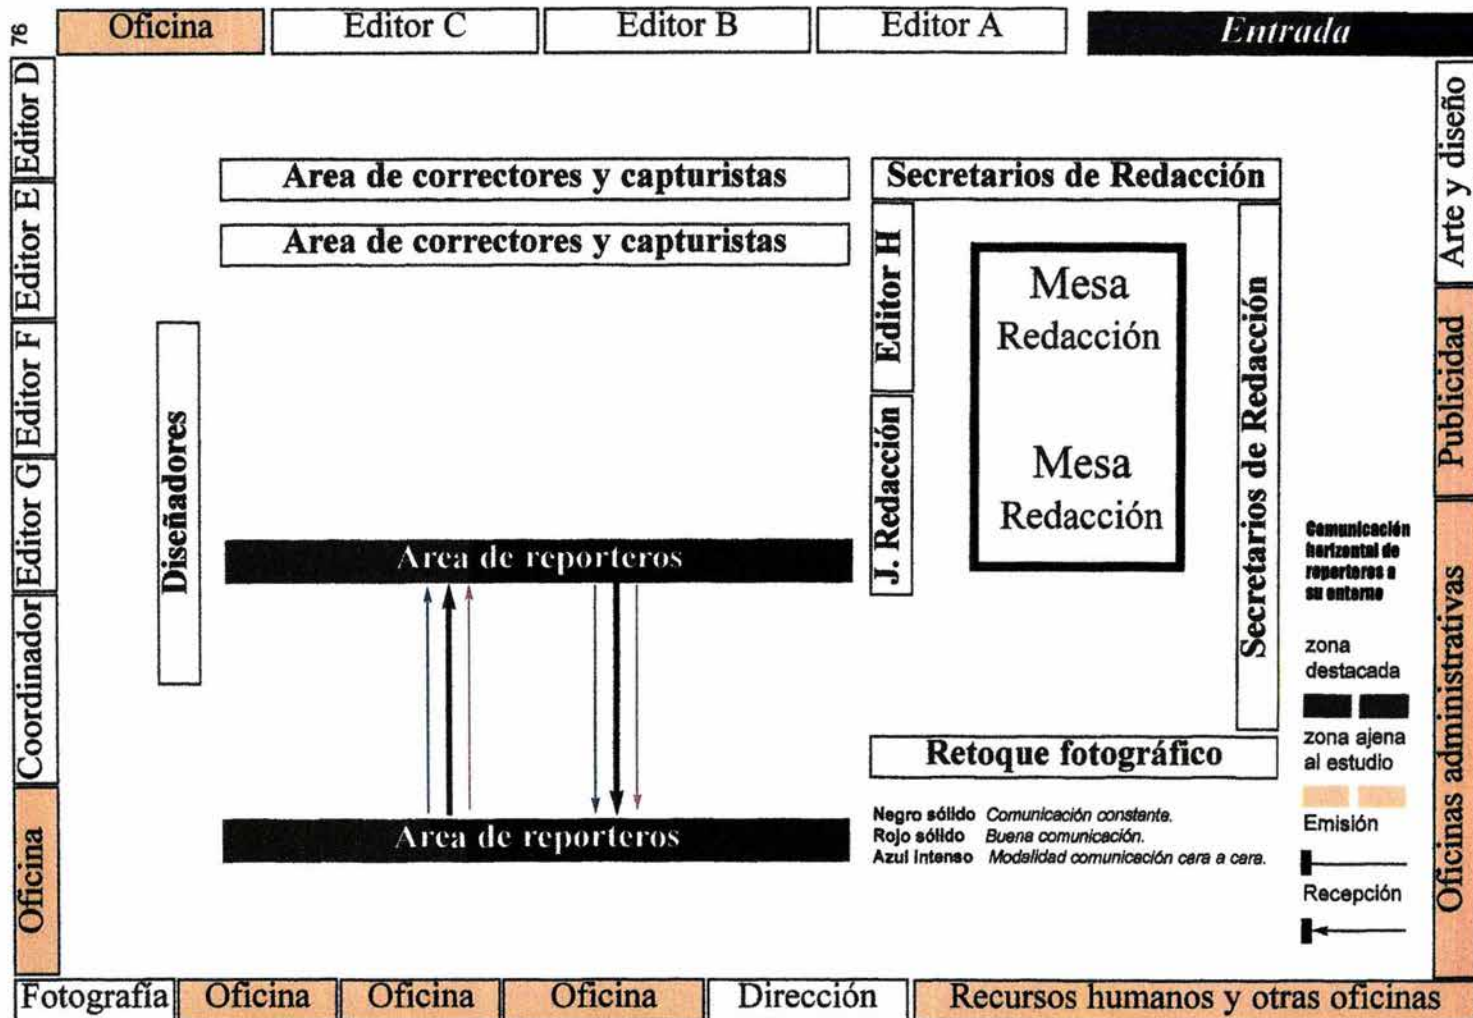 76
Oficina
Editor C
Editor B
Editor A
Entrada
Editor D
Editor E
Editor F
Editor G
Coordinador
Oficina
Area de correctores y capturistas
Area de correctores y capturistas
Diseñadores
Area de reporteros
Area de reporteros
Secretarios de Redacción
Editor H
J. Redacción
Mesa
Redacción
Mesa
Redacción
Secretarios de Redacción
Retoque fotográfico
Negro sólido Comunicación constante.
Rojo sólido Buena comunicación.
Azul Intenso Modalidad comunicación cara a cara.
Comunicación
horizontal de
reporteros a
su entorno
zona
destacada
zona ajena
al estudio
Emisión
Recepción
Arte y diseño
Publicidad
Oficinas administrativas
Fotografía
Oficina
Oficina
Oficina
Dirección
Recursos humanos y otras oficinas